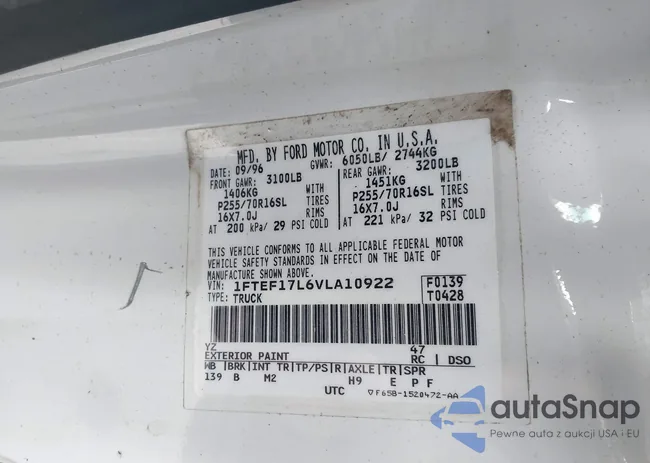 MFD. BY FORD MOTOR CO. IN U.S.A.
DATE: 09/96 GVWR: 6050LB/ 2744KG
FRONT GAWR: 3100LB REAR GAWR: 3200LB
1406KG WITH 1451KG WITH
P255/70R16SL TIRES P255/70R16SL TIRES
16X7.0J RIMS 16X7.0J RIMS
AT 200 kPa/ 29 PSI COLD AT 221 kPa/ 32 PSI COLD
THIS VEHICLE CONFORMS TO ALL APPLICABLE FEDERAL MOTOR
VEHICLE SAFETY STANDARDS IN EFFECT ON THE DATE OF
MANUFACTURE SHOWN ABOVE.
VIN: 1FTEF17L6VLA10922 F0139
TYPE: TRUCK T0428
YZ 47
EXTERIOR PAINT RC | DSO
WB |BRK|INT TR|TP/PS|R|AXLE|TR|SPR
139 B M2 H9 E P F
UTC ▽F65B-1520472-AA
autoSnap
Pewne auta z aukcji USA i EU